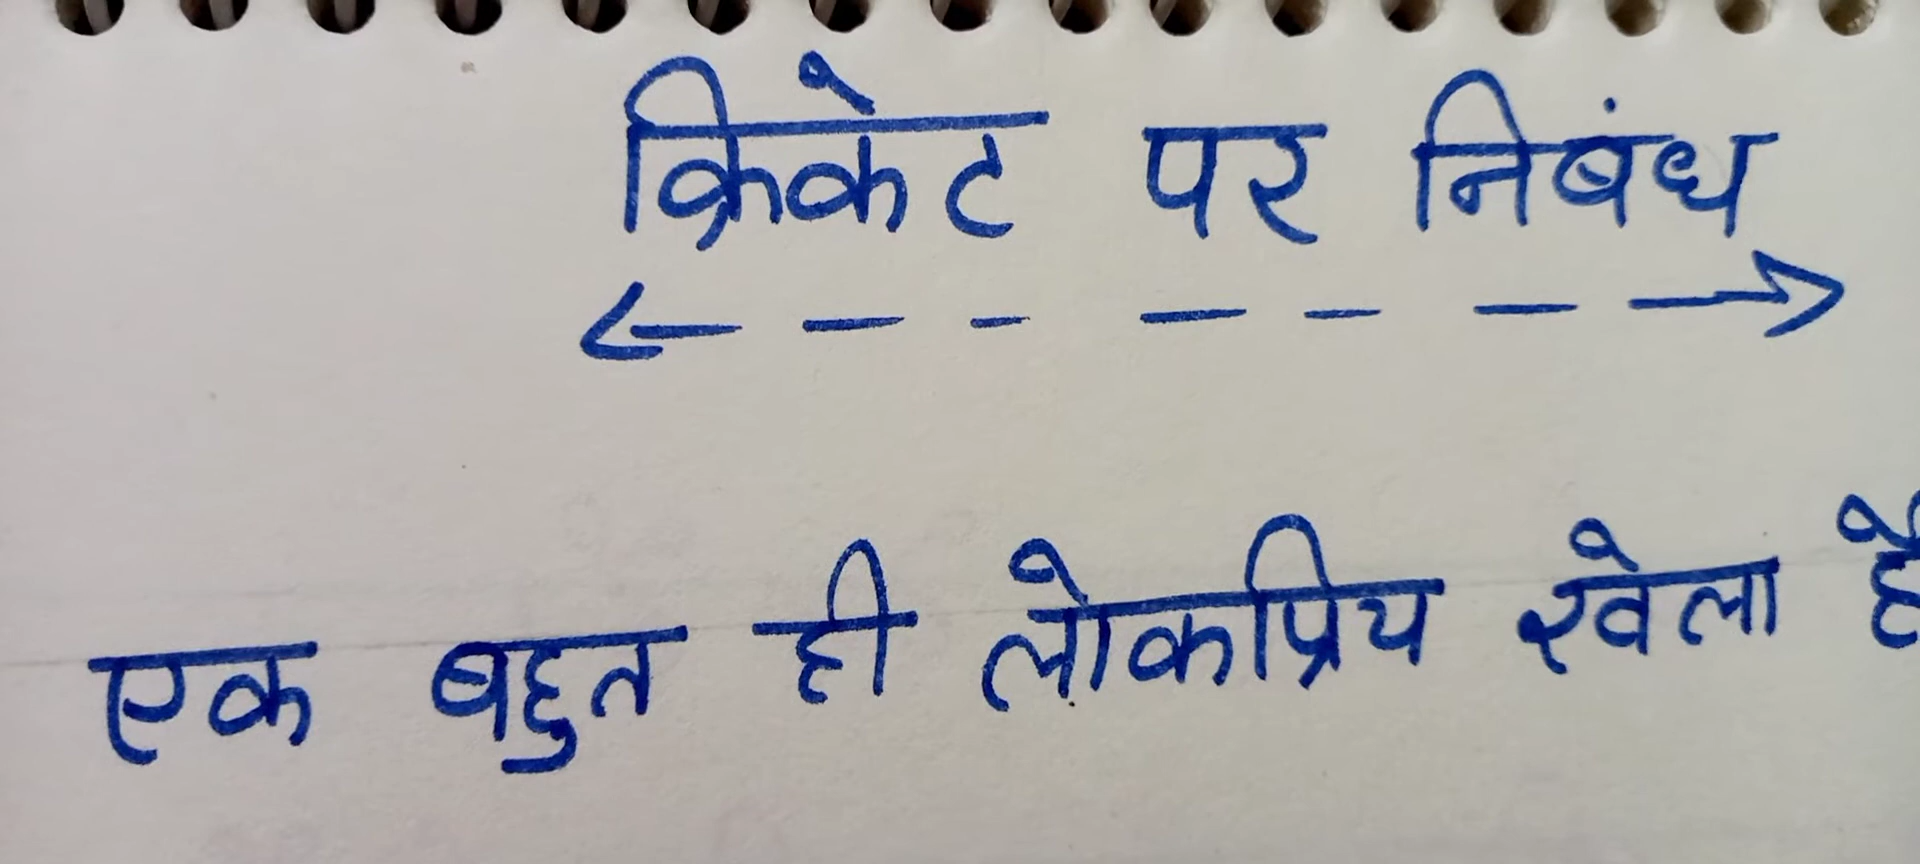 क्रिकेट पर निबंध
एक बहुत ही लोकप्रिय खेला है